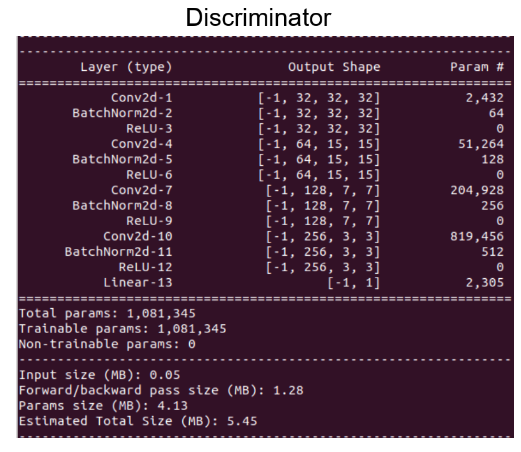 Discriminator
----------------------------------------------------------------
Layer (type) Output Shape Param #
================================================================
Conv2d-1 [-1, 32, 32, 32] 2,432
BatchNorm2d-2 [-1, 32, 32, 32] 64
ReLU-3 [-1, 32, 32, 32] 0
Conv2d-4 [-1, 64, 15, 15] 51,264
BatchNorm2d-5 [-1, 64, 15, 15] 128
ReLU-6 [-1, 64, 15, 15] 0
Conv2d-7 [-1, 128, 7, 7] 204,928
BatchNorm2d-8 [-1, 128, 7, 7] 256
ReLU-9 [-1, 128, 7, 7] 0
Conv2d-10 [-1, 256, 3, 3] 819,456
BatchNorm2d-11 [-1, 256, 3, 3] 512
ReLU-12 [-1, 256, 3, 3] 0
Linear-13 [-1, 1] 2,305
================================================================
Total params: 1,081,345
Trainable params: 1,081,345
Non-trainable params: 0
----------------------------------------------------------------
Input size (MB): 0.05
Forward/backward pass size (MB): 1.28
Params size (MB): 4.13
Estimated Total Size (MB): 5.45
----------------------------------------------------------------